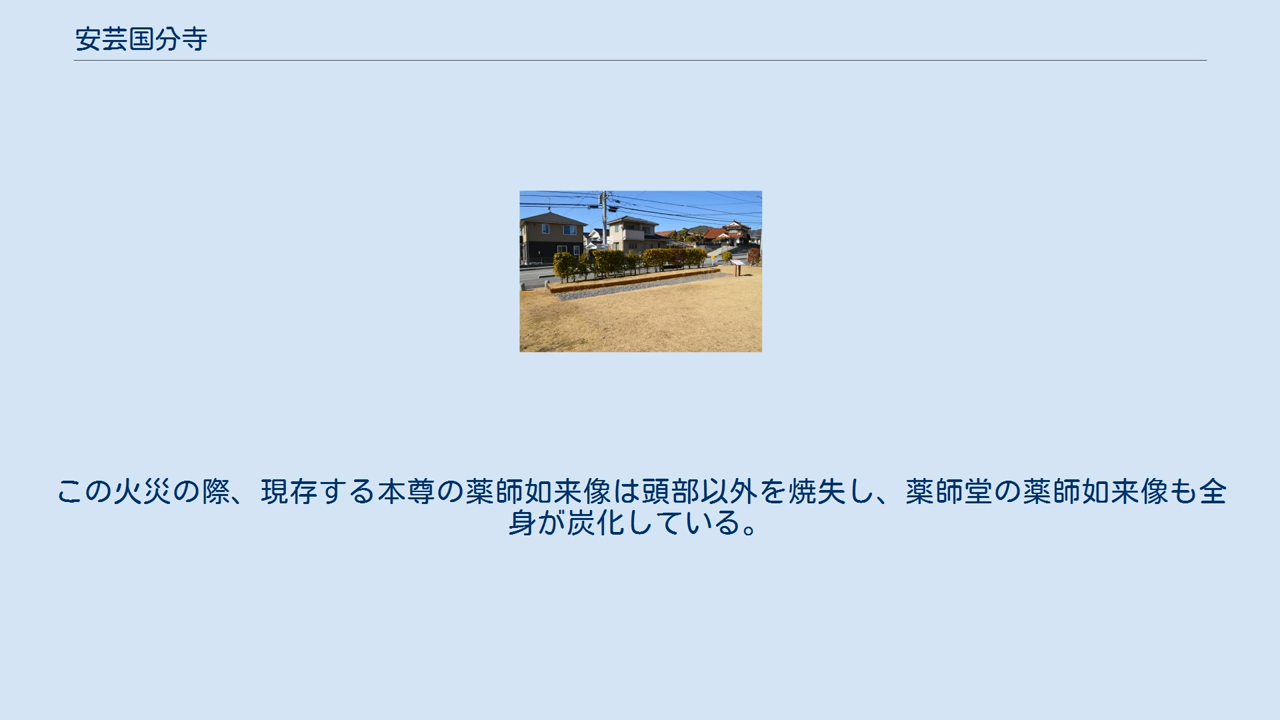 安芸国分寺
この火災の際、現存する本尊の薬師如来像は頭部以外を焼失し、薬師堂の薬師如来像も全
身が炭化している。